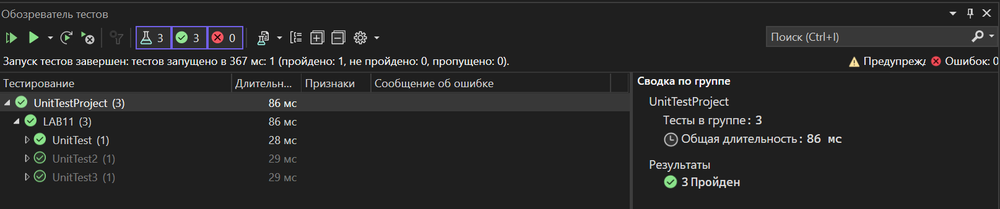 Обозреватель тестов
3 3 0
Поиск (Ctrl+I)
Запуск тестов завершен: тестов запущено в 367 мс: 1 (пройдено: 1, не пройдено: 0, пропущено: 0).
Предупрежд Ошибок: 0
Тестирование Длительн... Признаки Сообщение об ошибке
UnitTestProject (3) 86 мс
LAB11 (3) 86 мс
UnitTest (1) 28 мс
UnitTest2 (1) 29 мс
UnitTest3 (1) 29 мс
Сводка по группе
UnitTestProject
Тесты в группе: 3
Общая длительность: 86 мс
Результаты
3 Пройден